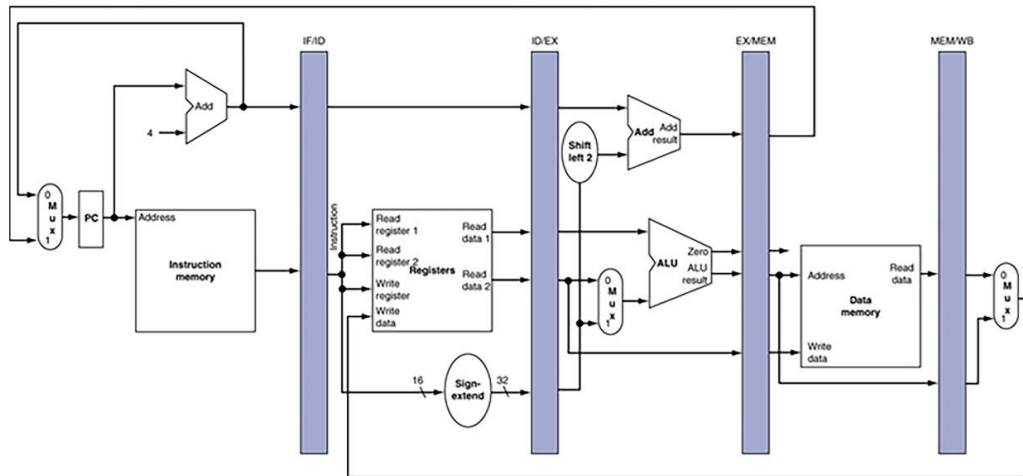 IF/ID
ID/EX
EX/MEM
MEM/WB
Add
4
Add
Add
result
Shift
left 2
0
M
u
x
1
PC
Address
Instruction
memory
Instruction
Read
register 1
Read
register 2
Write
register
Write
data
Registers
Read
data 1
Read
data 2
16
Sign-
extend
32
0
M
u
x
1
ALU
Zero
ALU
result
Address
Read
data
Data
memory
Write
data
0
M
u
x
1